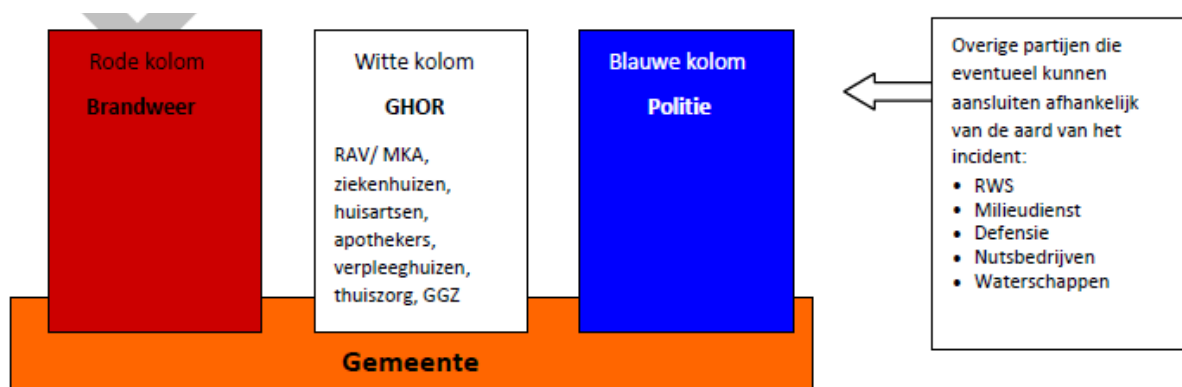 Rode kolom
Brandweer
Witte kolom
GHOR
RAV/ MKA,
ziekenhuizen,
huisartsen,
apothekers,
verpleeghuizen,
thuiszorg, GGZ
Blauwe kolom
Politie
Overige partijen die
eventueel kunnen
aansluiten afhankelijk
van de aard van het
incident:
• RWS
• Milieudienst
• Defensie
• Nutsbedrijven
• Waterschappen
Gemeente